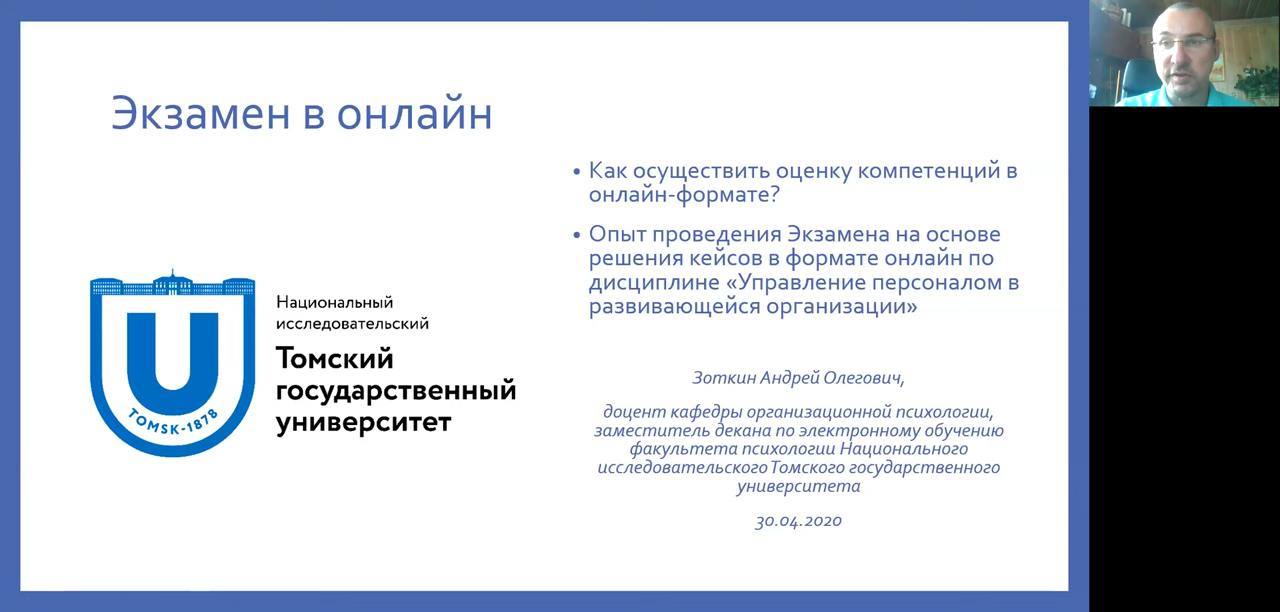 Экзамен в онлайн
• Как осуществить оценку компетенций в
онлайн-формате?
• Опыт проведения Экзамена на основе
решения кейсов в формате онлайн по
дисциплине «Управление персоналом в
развивающейся организации»
Национальный
исследовательский
Томский
государственный
университет
TOMSK-1878
Зоткин Андрей Олегович,
доцент кафедры организационной психологии,
заместитель декана по электронному обучению
факультета психологии Национального
исследовательского Томского государственного
университета
30.04.2020